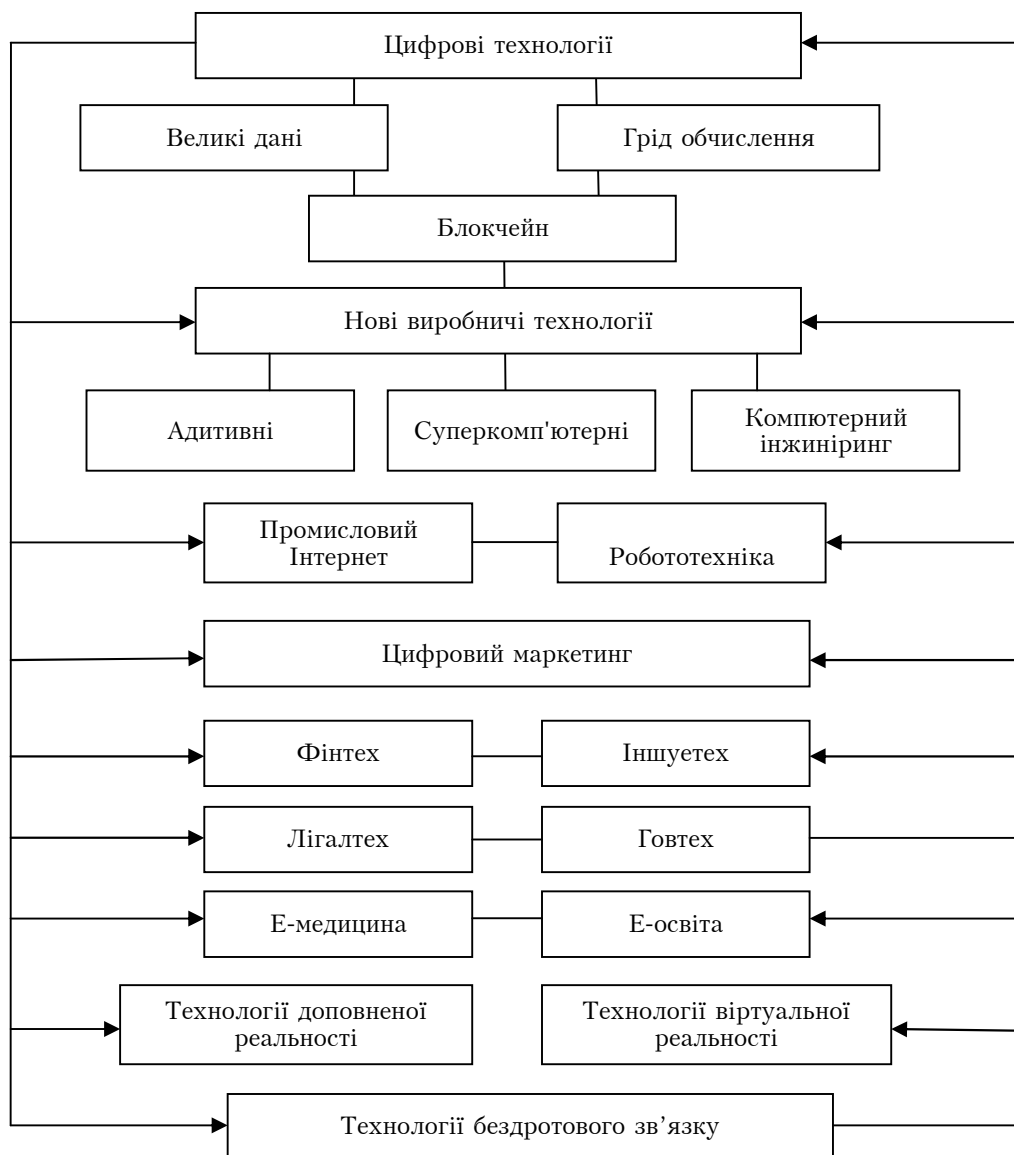 Цифрові технології
Великі дані
Грід обчислення
Блокчейн
Нові виробничі технології
Адитивні
Суперкомп'ютерні
Компютерний
інжиніринг
Промисловий
Інтернет
Робототехніка
Цифровий маркетинг
Фінтех
Іншуетех
Лігалтех
Говтех
Е-медицина
Е-освіта
Технології доповненої
реальності
Технології віртуальної
реальності
Технології бездротового зв’язку